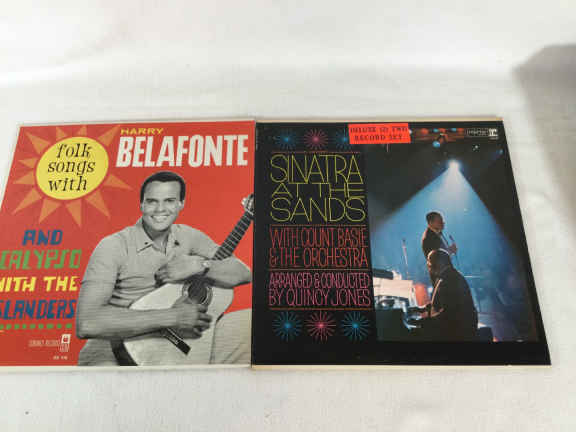 HARRY
BELAFONTE
folk
songs
with
AND
CALYPSO
WITH THE
ISLANDERS
DELUXE (2) TWO
RECORD SET
SINATRA
AT THE
SANDS
WITH COUNT BASIE
& THE ORCHESTRA
ARRANGED & CONDUCTED
BY QUINCY JONES